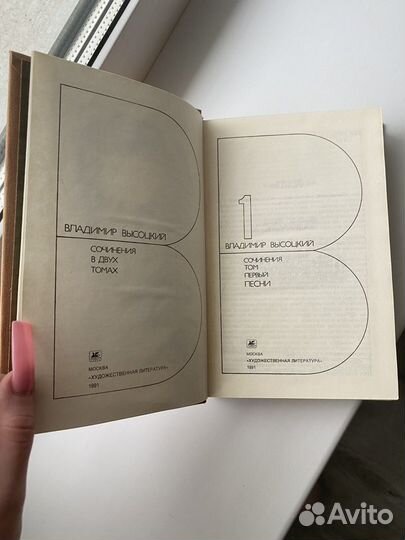 ВЛАДИМИР ВЫСОЦКИЙ
СОЧИНЕНИЯ
В ДВУХ
ТОМАХ
МОСКВА
«ХУДОЖЕСТВЕННАЯ ЛИТЕРАТУРА»
1991
1
ВЛАДИМИР ВЫСОЦКИЙ
СОЧИНЕНИЯ
ТОМ
ПЕРВЫЙ
ПЕСНИ
МОСКВА
«ХУДОЖЕСТВЕННАЯ ЛИТЕРАТУРА»
1991
Avito